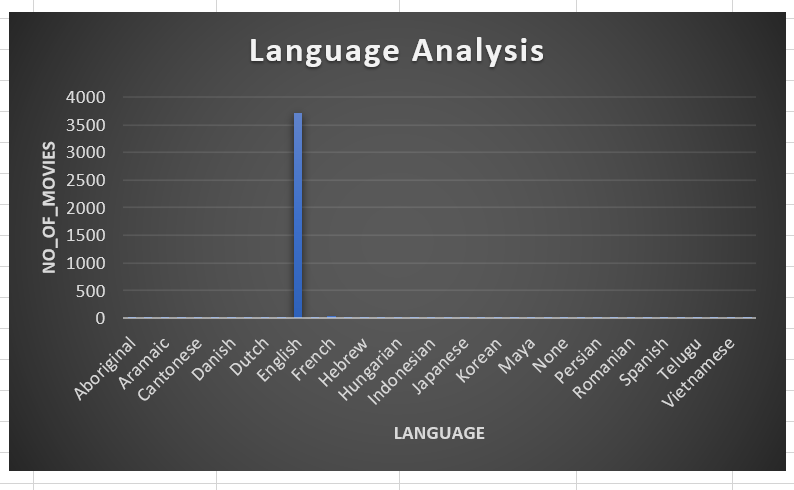 Language Analysis
4000
3500
3000
2500
2000
1500
1000
500
0
NO_OF_MOVIES
Aboriginal
Aramaic
Cantonese
Danish
Dutch
English
French
Hebrew
Hungarian
Indonesian
Japanese
Korean
Maya
None
Persian
Romanian
Spanish
Telugu
Vietnamese
LANGUAGE